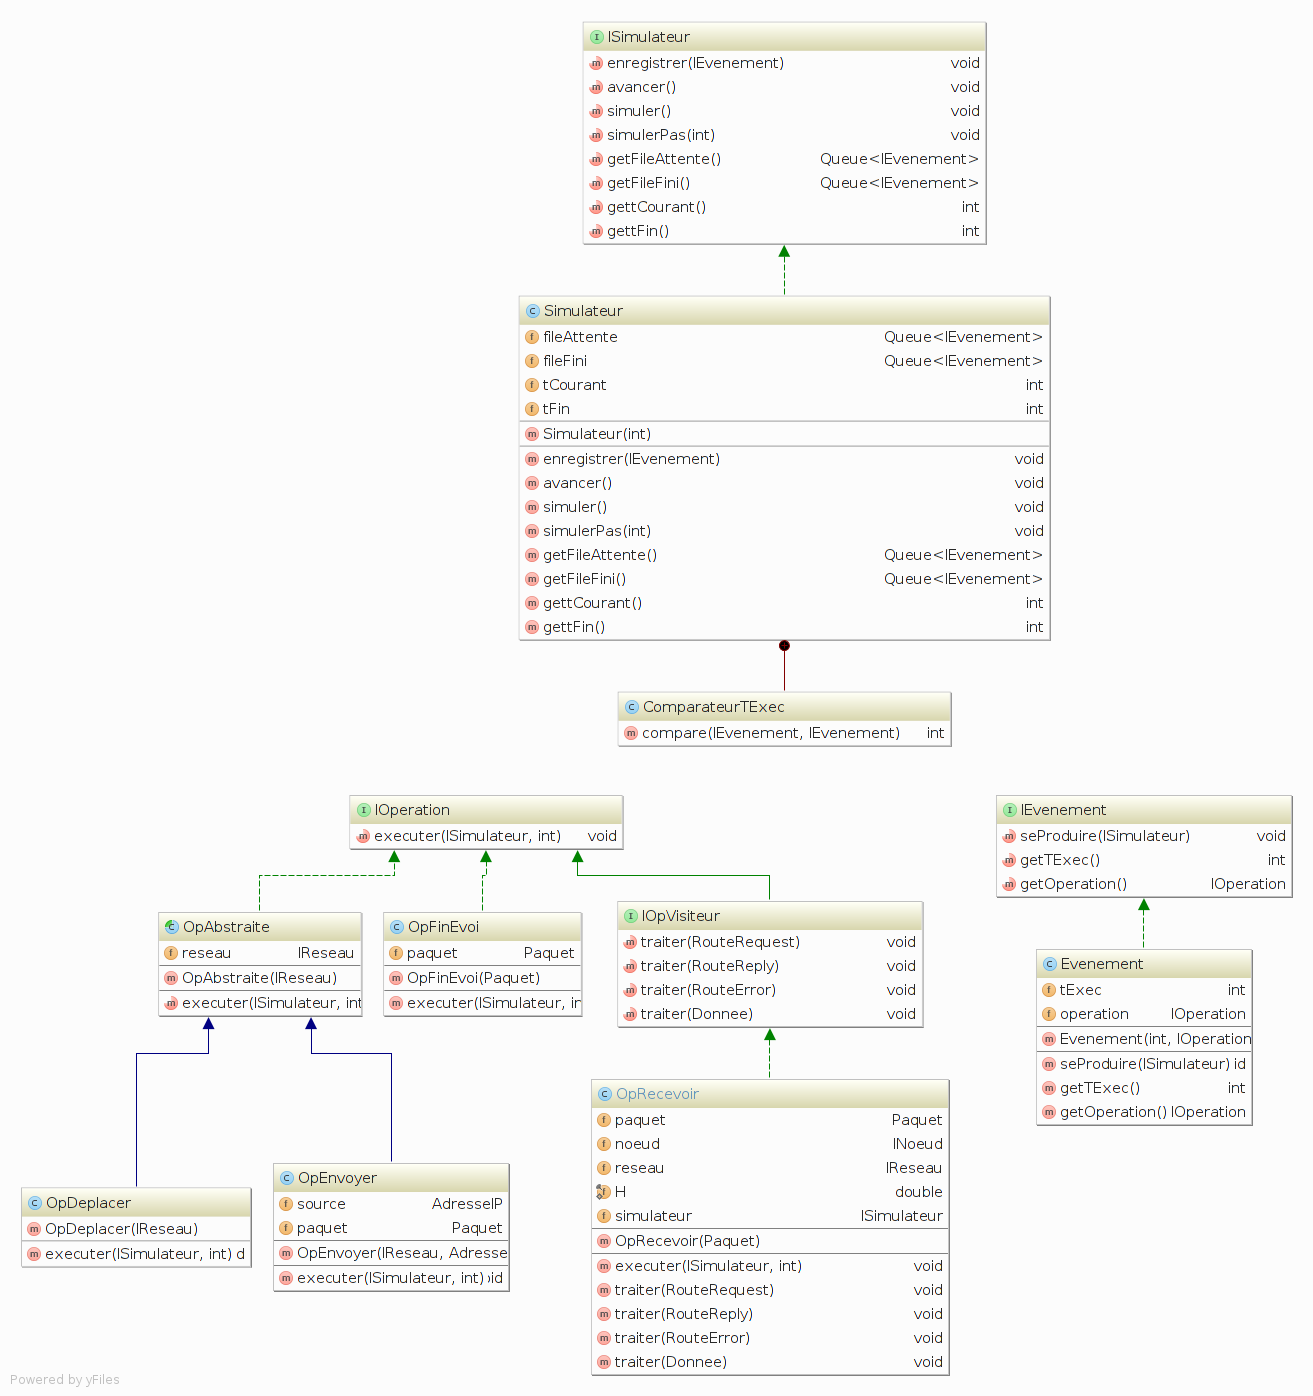 ISimulateur
enregistrer(IEvenement) void
avancer() void
simuler() void
simulerPas(int) void
getFileAttente() Queue<IEvenement>
getFileFini() Queue<IEvenement>
gettCourant() int
gettFin() int
Simulateur
fileAttente Queue<IEvenement>
fileFini Queue<IEvenement>
tCourant int
tFin int
Simulateur(int)
enregistrer(IEvenement) void
avancer() void
simuler() void
simulerPas(int) void
getFileAttente() Queue<IEvenement>
getFileFini() Queue<IEvenement>
gettCourant() int
gettFin() int
ComparateurTExec
compare(IEvenement, IEvenement) int
IOperation
executer(ISimulateur, int) void
IEvenement
seProduire(ISimulateur) void
getTExec() int
getOperation() IOperation
OpAbstraite
reseau IReseau
OpAbstraite(IReseau)
executer(ISimulateur, int
OpFinEvoi
paquet Paquet
OpFinEvoi(Paquet)
executer(ISimulateur, in
IOpVisiteur
traiter(RouteRequest) void
traiter(RouteReply) void
traiter(RouteError) void
traiter(Donnee) void
Evenement
tExec int
operation IOperation
Evenement(int, IOperation
seProduire(ISimulateur) id
getTExec() int
getOperation() IOperation
OpDeplacer
OpDeplacer(IReseau)
executer(ISimulateur, int) d
OpEnvoyer
source AdresseIP
paquet Paquet
OpEnvoyer(IReseau, Adresse
executer(ISimulateur, int) id
OpRecevoir
paquet Paquet
noeud INoeud
reseau IReseau
H double
simulateur ISimulateur
OpRecevoir(Paquet)
executer(ISimulateur, int) void
traiter(RouteRequest) void
traiter(RouteReply) void
traiter(RouteError) void
traiter(Donnee) void
Powered by yFiles